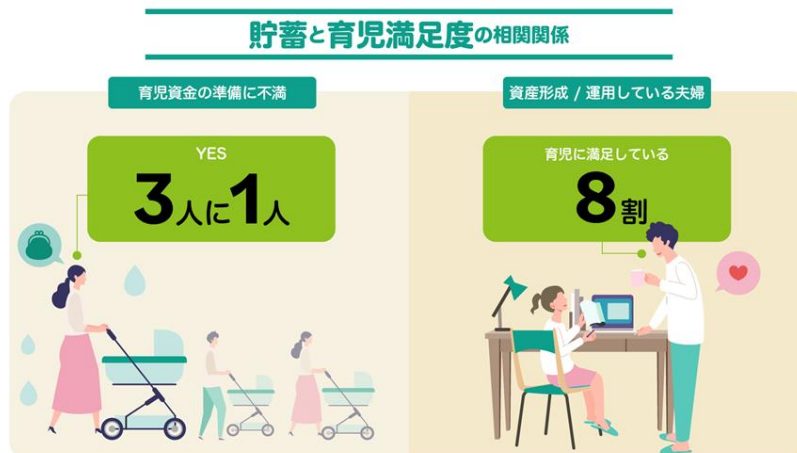 貯蓄と育児満足度の相関関係
育児資金の準備に不満
YES
3人に1人
資産形成 / 運用している夫婦
育児に満足している
8割